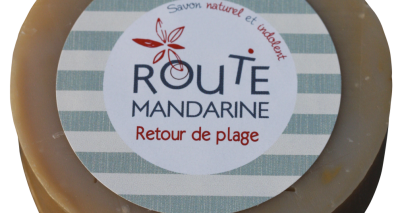 Savon naturel et indolent
ROUTE
MANDARINE
Retour de plage